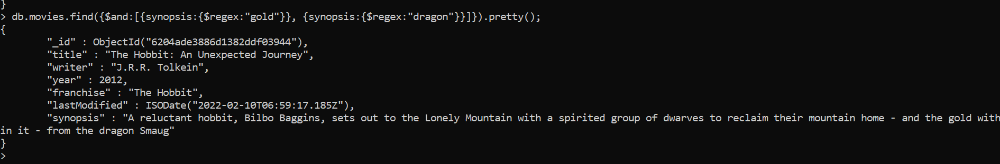 }
> db.movies.find({$and:[{synopsis:{$regex:"gold"}}, {synopsis:{$regex:"dragon"}}]}).pretty();
{
        "_id" : ObjectId("6204ade3886d1382ddf03944"),
        "title" : "The Hobbit: An Unexpected Journey",
        "writer" : "J.R.R. Tolkein",
        "year" : 2012,
        "franchise" : "The Hobbit",
        "lastModified" : ISODate("2022-02-10T06:59:17.185Z"),
        "synopsis" : "A reluctant hobbit, Bilbo Baggins, sets out to the Lonely Mountain with a spirited group of dwarves to reclaim their mountain home - and the gold with
in it - from the dragon Smaug"
}
>